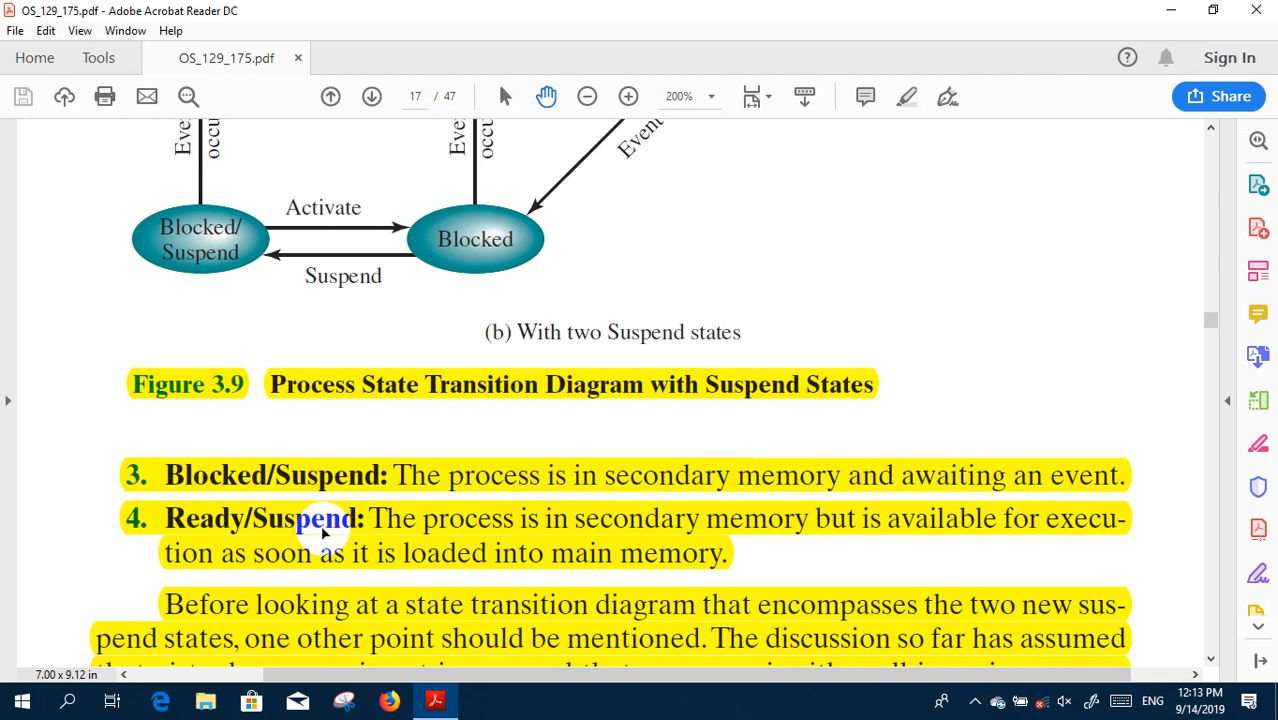 OS_129_175.pdf - Adobe Acrobat Reader DC
File Edit View Window Help
Home Tools OS_129_175.pdf ×
Sign In
17 / 47
200%
Share
Event
Blocked/
Suspend
Activate
Suspend
Blocked
(b) With two Suspend states
Figure 3.9 Process State Transition Diagram with Suspend States
3. Blocked/Suspend: The process is in secondary memory and awaiting an event.
4. Ready/Suspend: The process is in secondary memory but is available for execu-
tion as soon as it is loaded into main memory.
Before looking at a state transition diagram that encompasses the two new sus-
pend states, one other point should be mentioned. The discussion so far has assumed
7.00 x 9.12 in
ENG
12:13 PM
9/14/2019